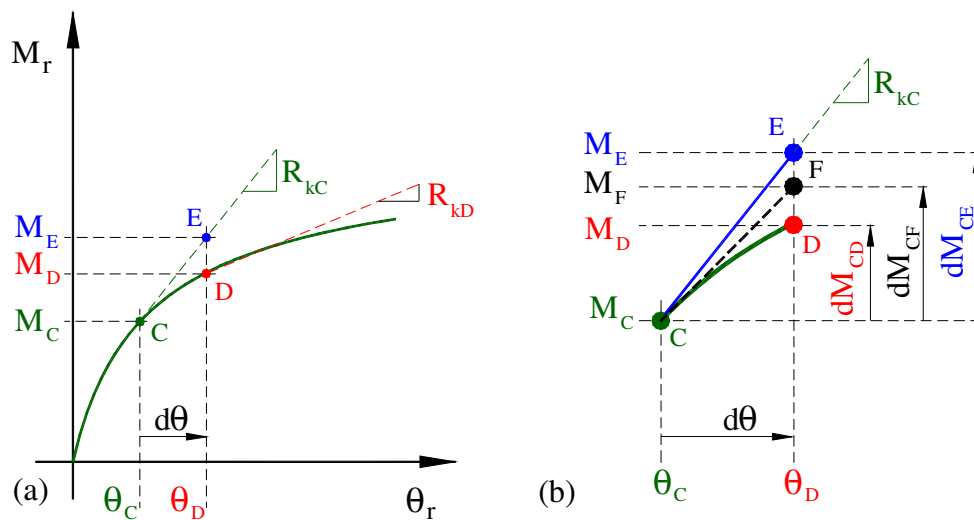 M_r
R_kC
R_kD
M_E
E
M_D
D
M_C
C
dθ
(a)
θ_C
θ_D
θ_r
R_kC
E
M_E
F
M_F
M_D
D
M_C
C
dM_CD
dM_CF
dM_CE
dθ
(b)
θ_C
θ_D